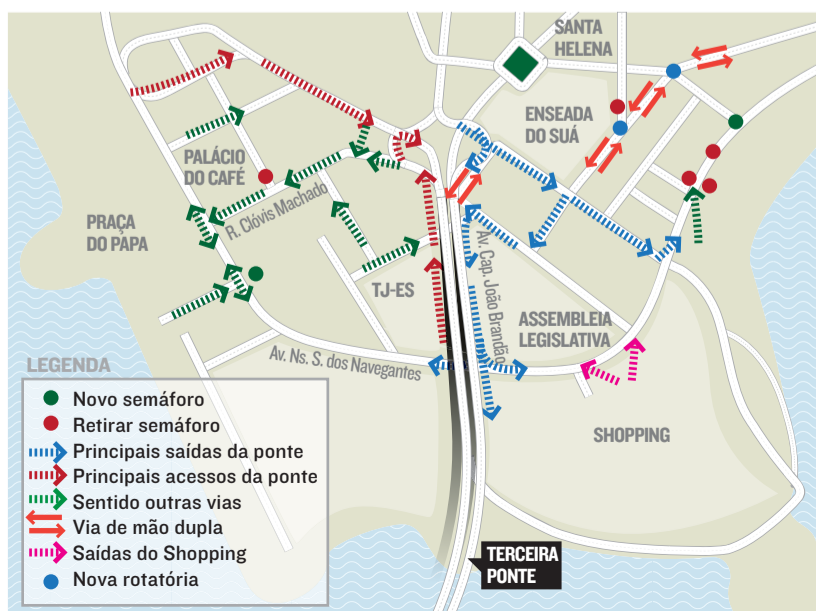 SANTA
HELENA
ENSEADA
DO SUÁ
PALÁCIO
DO CAFÉ
R. Clóvis Machado
PRAÇA
DO PAPA
TJ-ES
Av. Cap. João Brandão
ASSEMBLEIA
LEGISLATIVA
Av. Ns. S. dos Navegantes
SHOPPING
LEGENDA
Novo semáforo
Retirar semáforo
Principais saídas da ponte
Principais acessos da ponte
Sentido outras vias
Via de mão dupla
Saídas do Shopping
Nova rotatória
TERCEIRA
PONTE